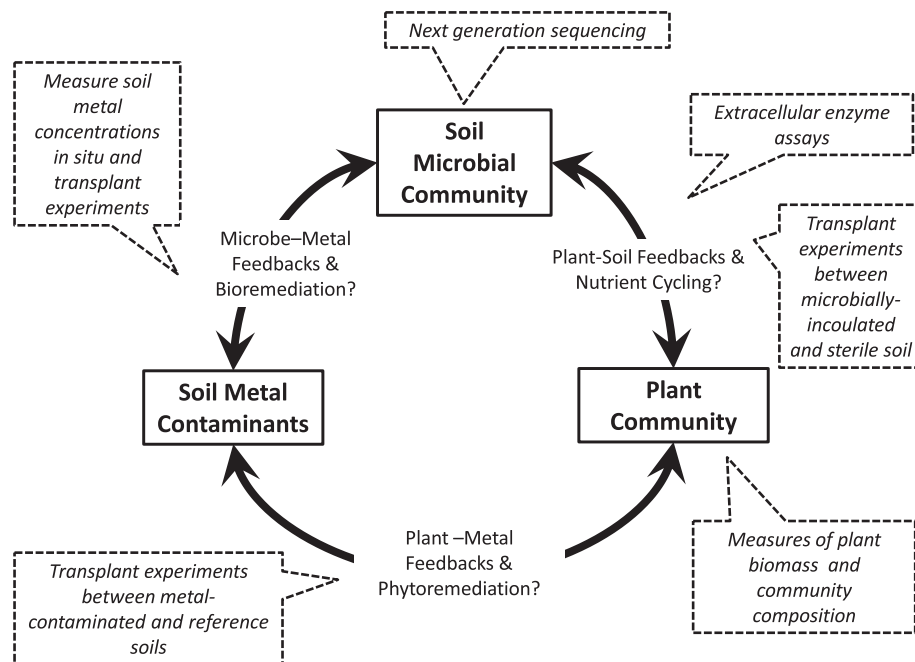 Next generation sequencing
Measure soil
metal
concentrations
in situ and
transplant
experiments
Soil
Microbial
Community
Extracellular enzyme
assays
Transplant
experiments
between
microbially-
incoulated
and sterile soil
Microbe–Metal
Feedbacks &
Bioremediation?
Plant-Soil Feedbacks &
Nutrient Cycling?
Soil Metal
Contaminants
Plant
Community
Plant –Metal
Feedbacks &
Phytoremediation?
Transplant experiments
between metal-
contaminated and reference
soils
Measures of plant
biomass and
community
composition